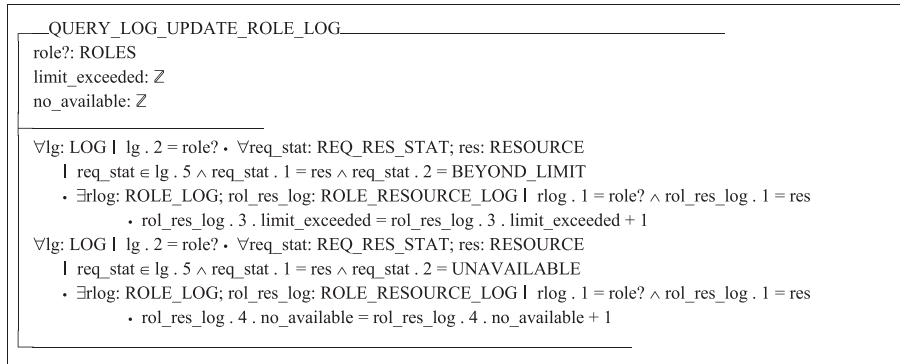 QUERY_LOG_UPDATE_ROLE_LOG
role?: ROLES
limit_exceeded: ℤ
no_available: ℤ
∀lg: LOG | lg . 2 = role? • ∀req_stat: REQ_RES_STAT; res: RESOURCE
| req_stat ∈ lg . 5 ∧ req_stat . 1 = res ∧ req_stat . 2 = BEYOND_LIMIT
• ∃rlog: ROLE_LOG; rol_res_log: ROLE_RESOURCE_LOG | rlog . 1 = role? ∧ rol_res_log . 1 = res
• rol_res_log . 3 . limit_exceeded = rol_res_log . 3 . limit_exceeded + 1
∀lg: LOG | lg . 2 = role? • ∀req_stat: REQ_RES_STAT; res: RESOURCE
| req_stat ∈ lg . 5 ∧ req_stat . 1 = res ∧ req_stat . 2 = UNAVAILABLE
• ∃rlog: ROLE_LOG; rol_res_log: ROLE_RESOURCE_LOG | rlog . 1 = role? ∧ rol_res_log . 1 = res
• rol_res_log . 4 . no_available = rol_res_log . 4 . no_available + 1